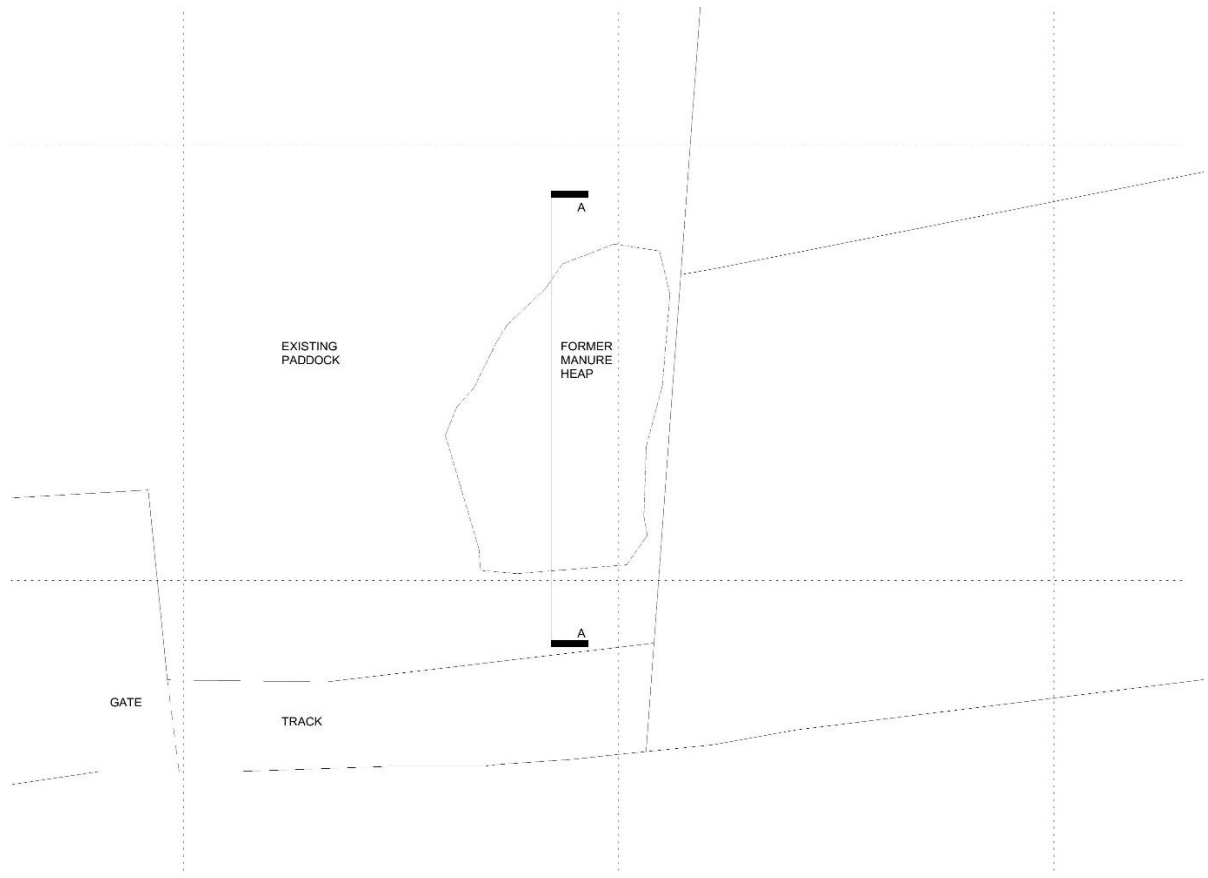 A
EXISTING
PADDOCK
FORMER
MANURE
HEAP
A
GATE
TRACK